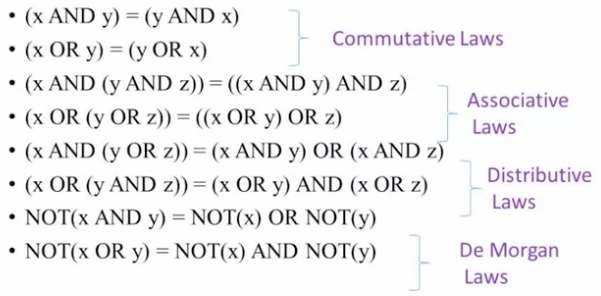 • (x AND y) = (y AND x)
• (x OR y) = (y OR x)
Commutative Laws
• (x AND (y AND z)) = ((x AND y) AND z)
• (x OR (y OR z)) = ((x OR y) OR z)
Associative
Laws
• (x AND (y OR z)) = (x AND y) OR (x AND z)
• (x OR (y AND z)) = (x OR y) AND (x OR z)
Distributive
Laws
• NOT(x AND y) = NOT(x) OR NOT(y)
• NOT(x OR y) = NOT(x) AND NOT(y)
De Morgan
Laws